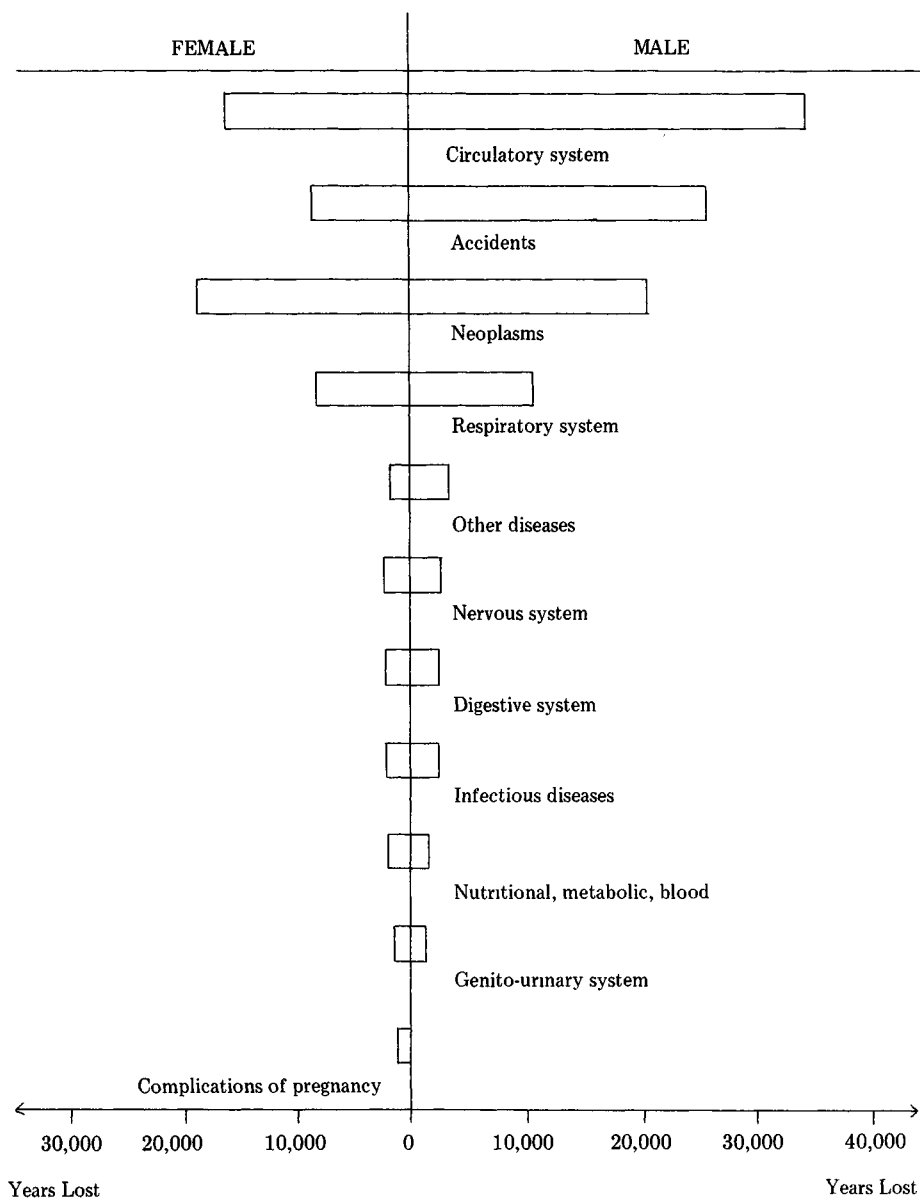 FEMALE MALE
Circulatory system
Accidents
Neoplasms
Respiratory system
Other diseases
Nervous system
Digestive system
Infectious diseases
Nutritional, metabolic, blood
Genito-urinary system
Complications of pregnancy
30,000 20,000 10,000 0 10,000 20,000 30,000 40,000
Years Lost Years Lost